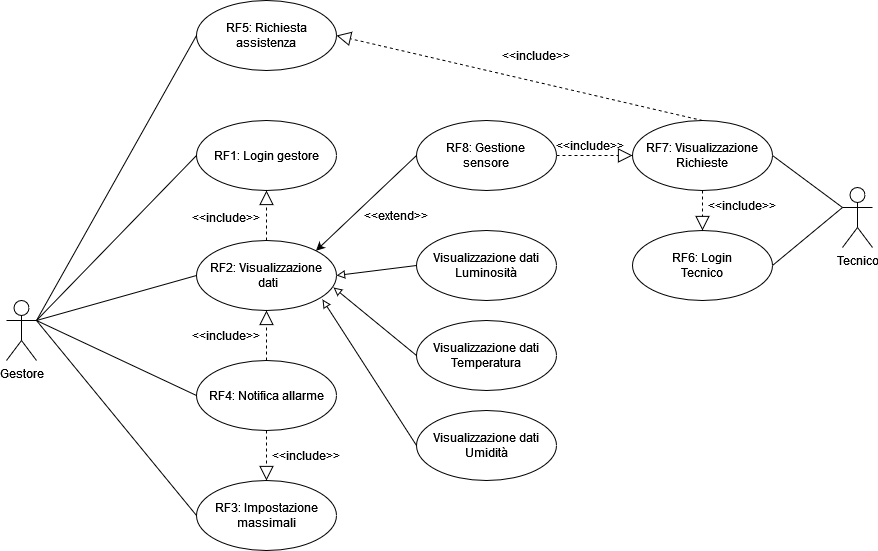 RF5: Richiesta
assistenza
<<include>>
RF1: Login gestore
RF8: Gestione
sensore
<<include>>
RF7: Visualizzazione
Richieste
<<include>>
<<extend>>
<<include>>
RF2: Visualizzazione
dati
Visualizzazione dati
Luminosità
RF6: Login
Tecnico
Tecnico
<<include>>
Visualizzazione dati
Temperatura
Gestore
RF4: Notifica allarme
Visualizzazione dati
Umidità
<<include>>
RF3: Impostazione
massimali